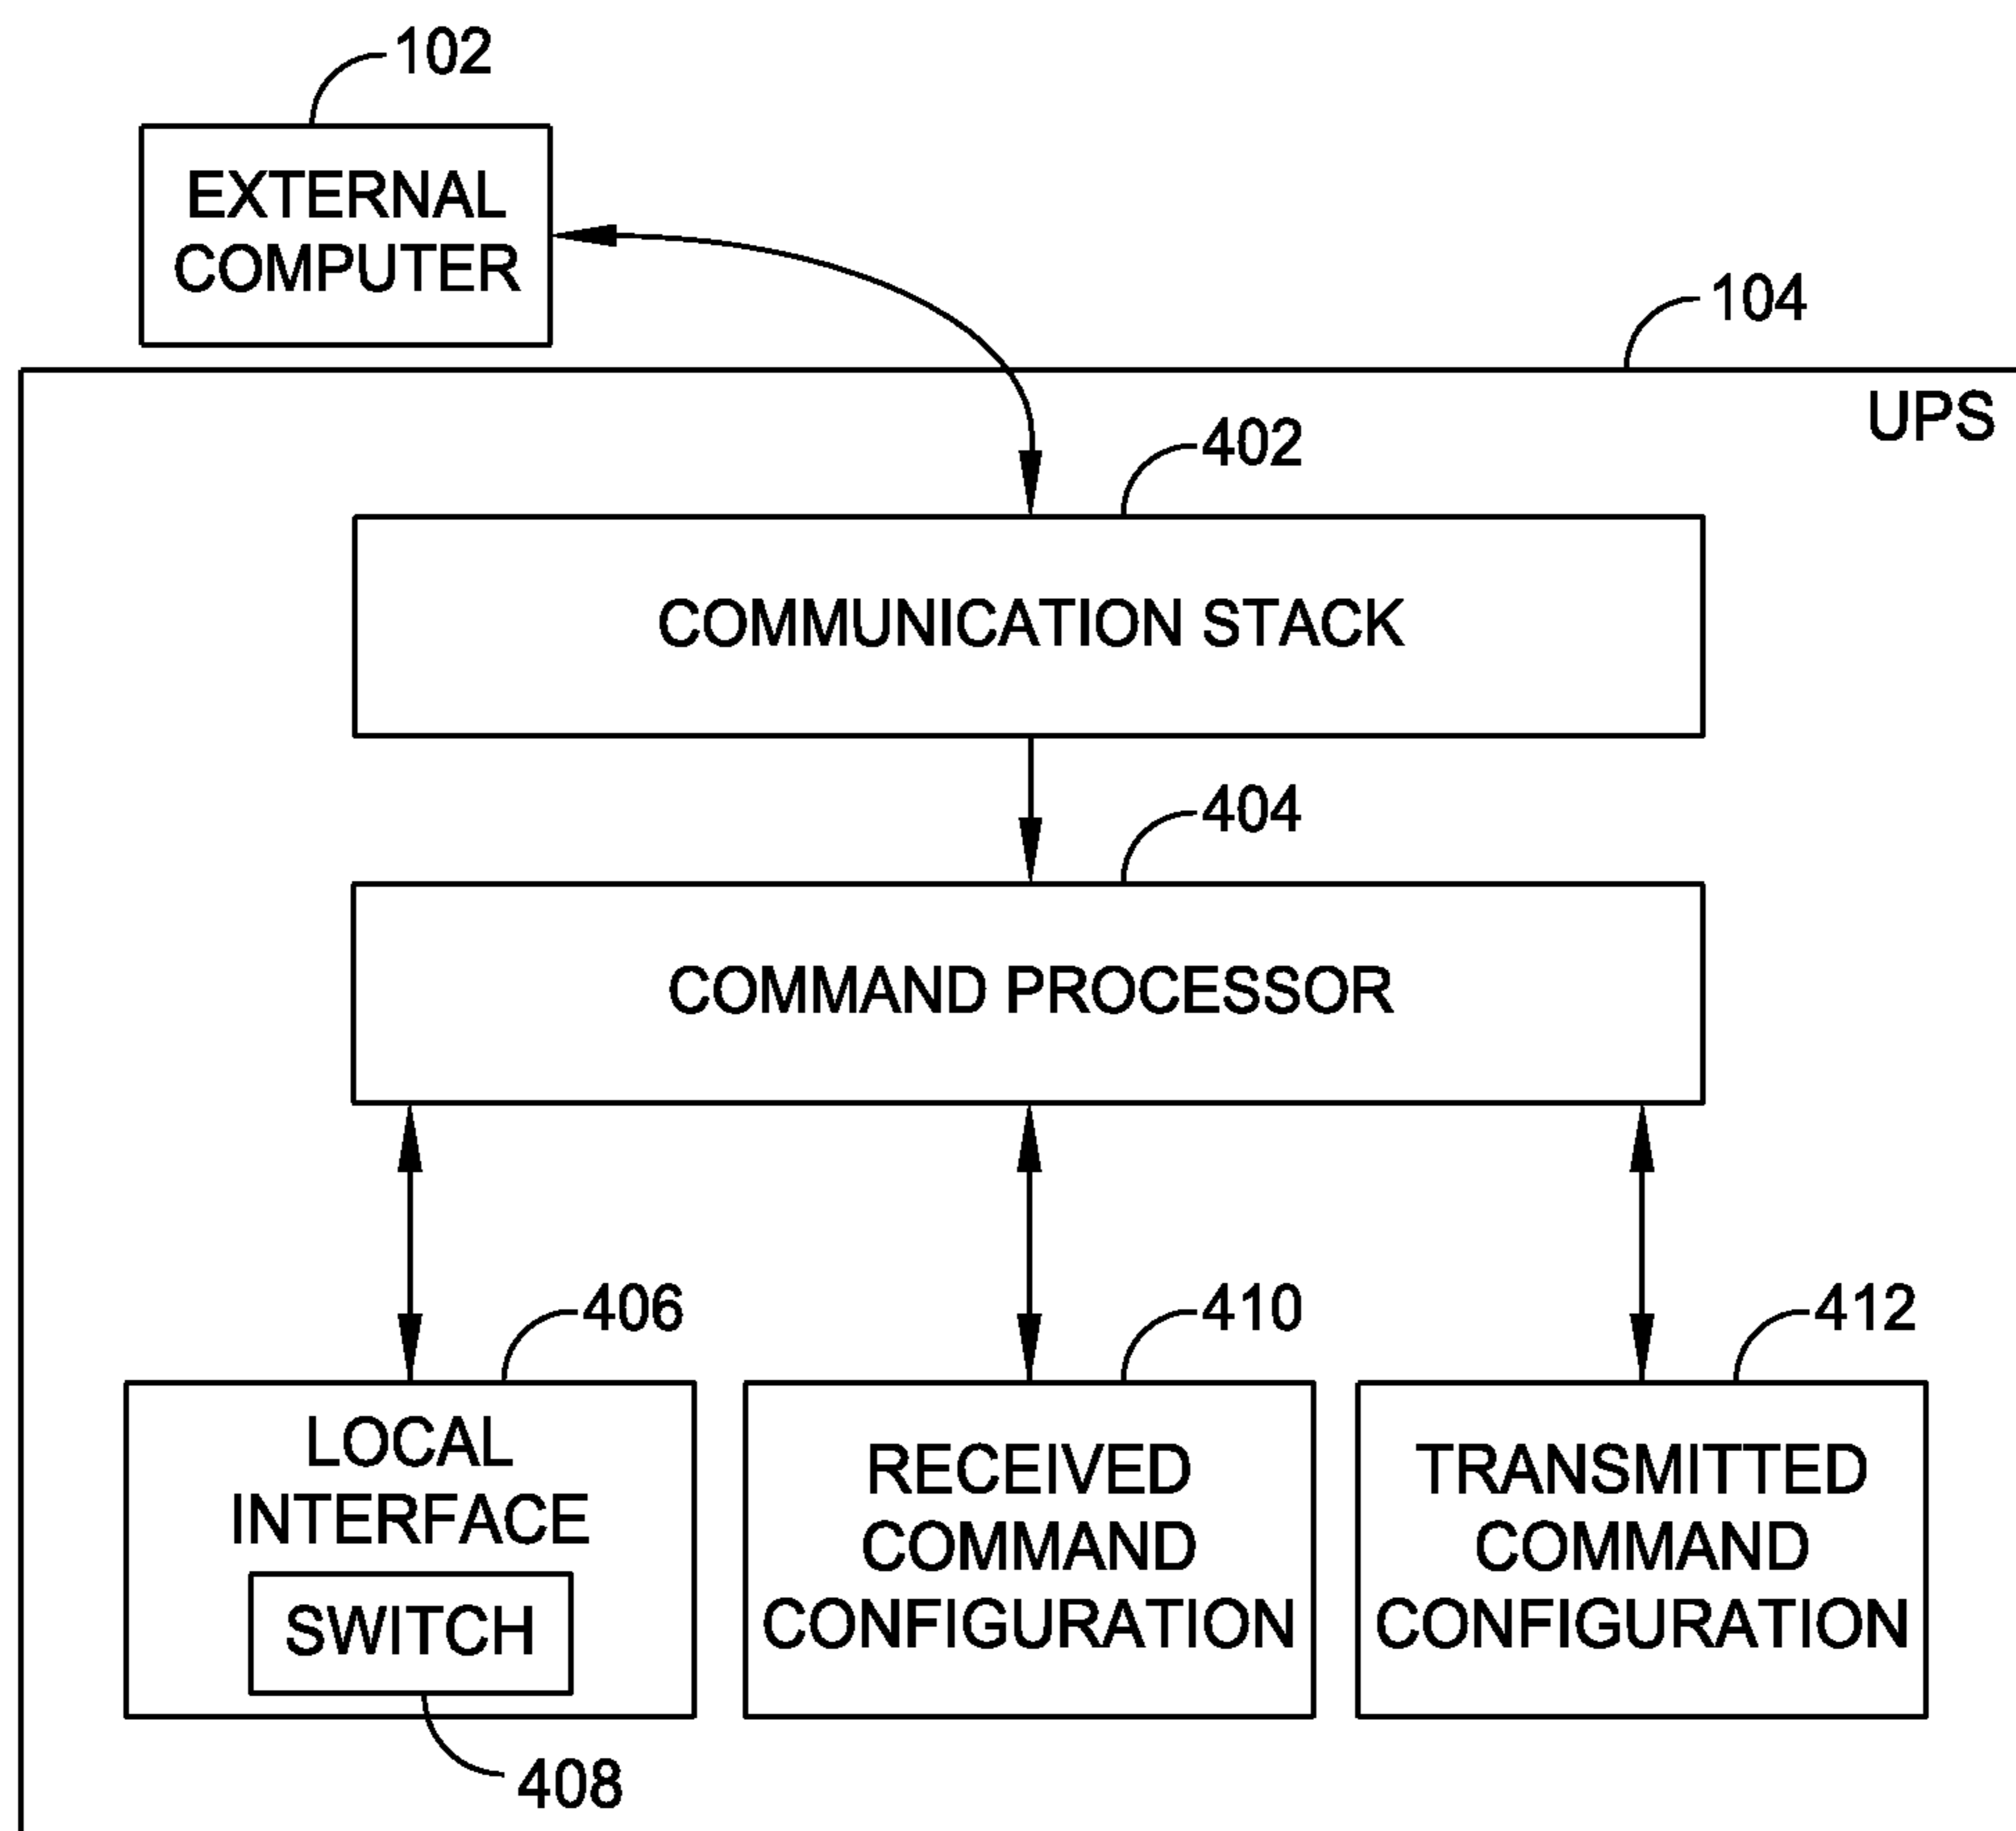 102
EXTERNAL
COMPUTER
104
UPS
402
COMMUNICATION STACK
404
COMMAND PROCESSOR
406
410
412
LOCAL
INTERFACE
SWITCH
408
RECEIVED
COMMAND
CONFIGURATION
TRANSMITTED
COMMAND
CONFIGURATION